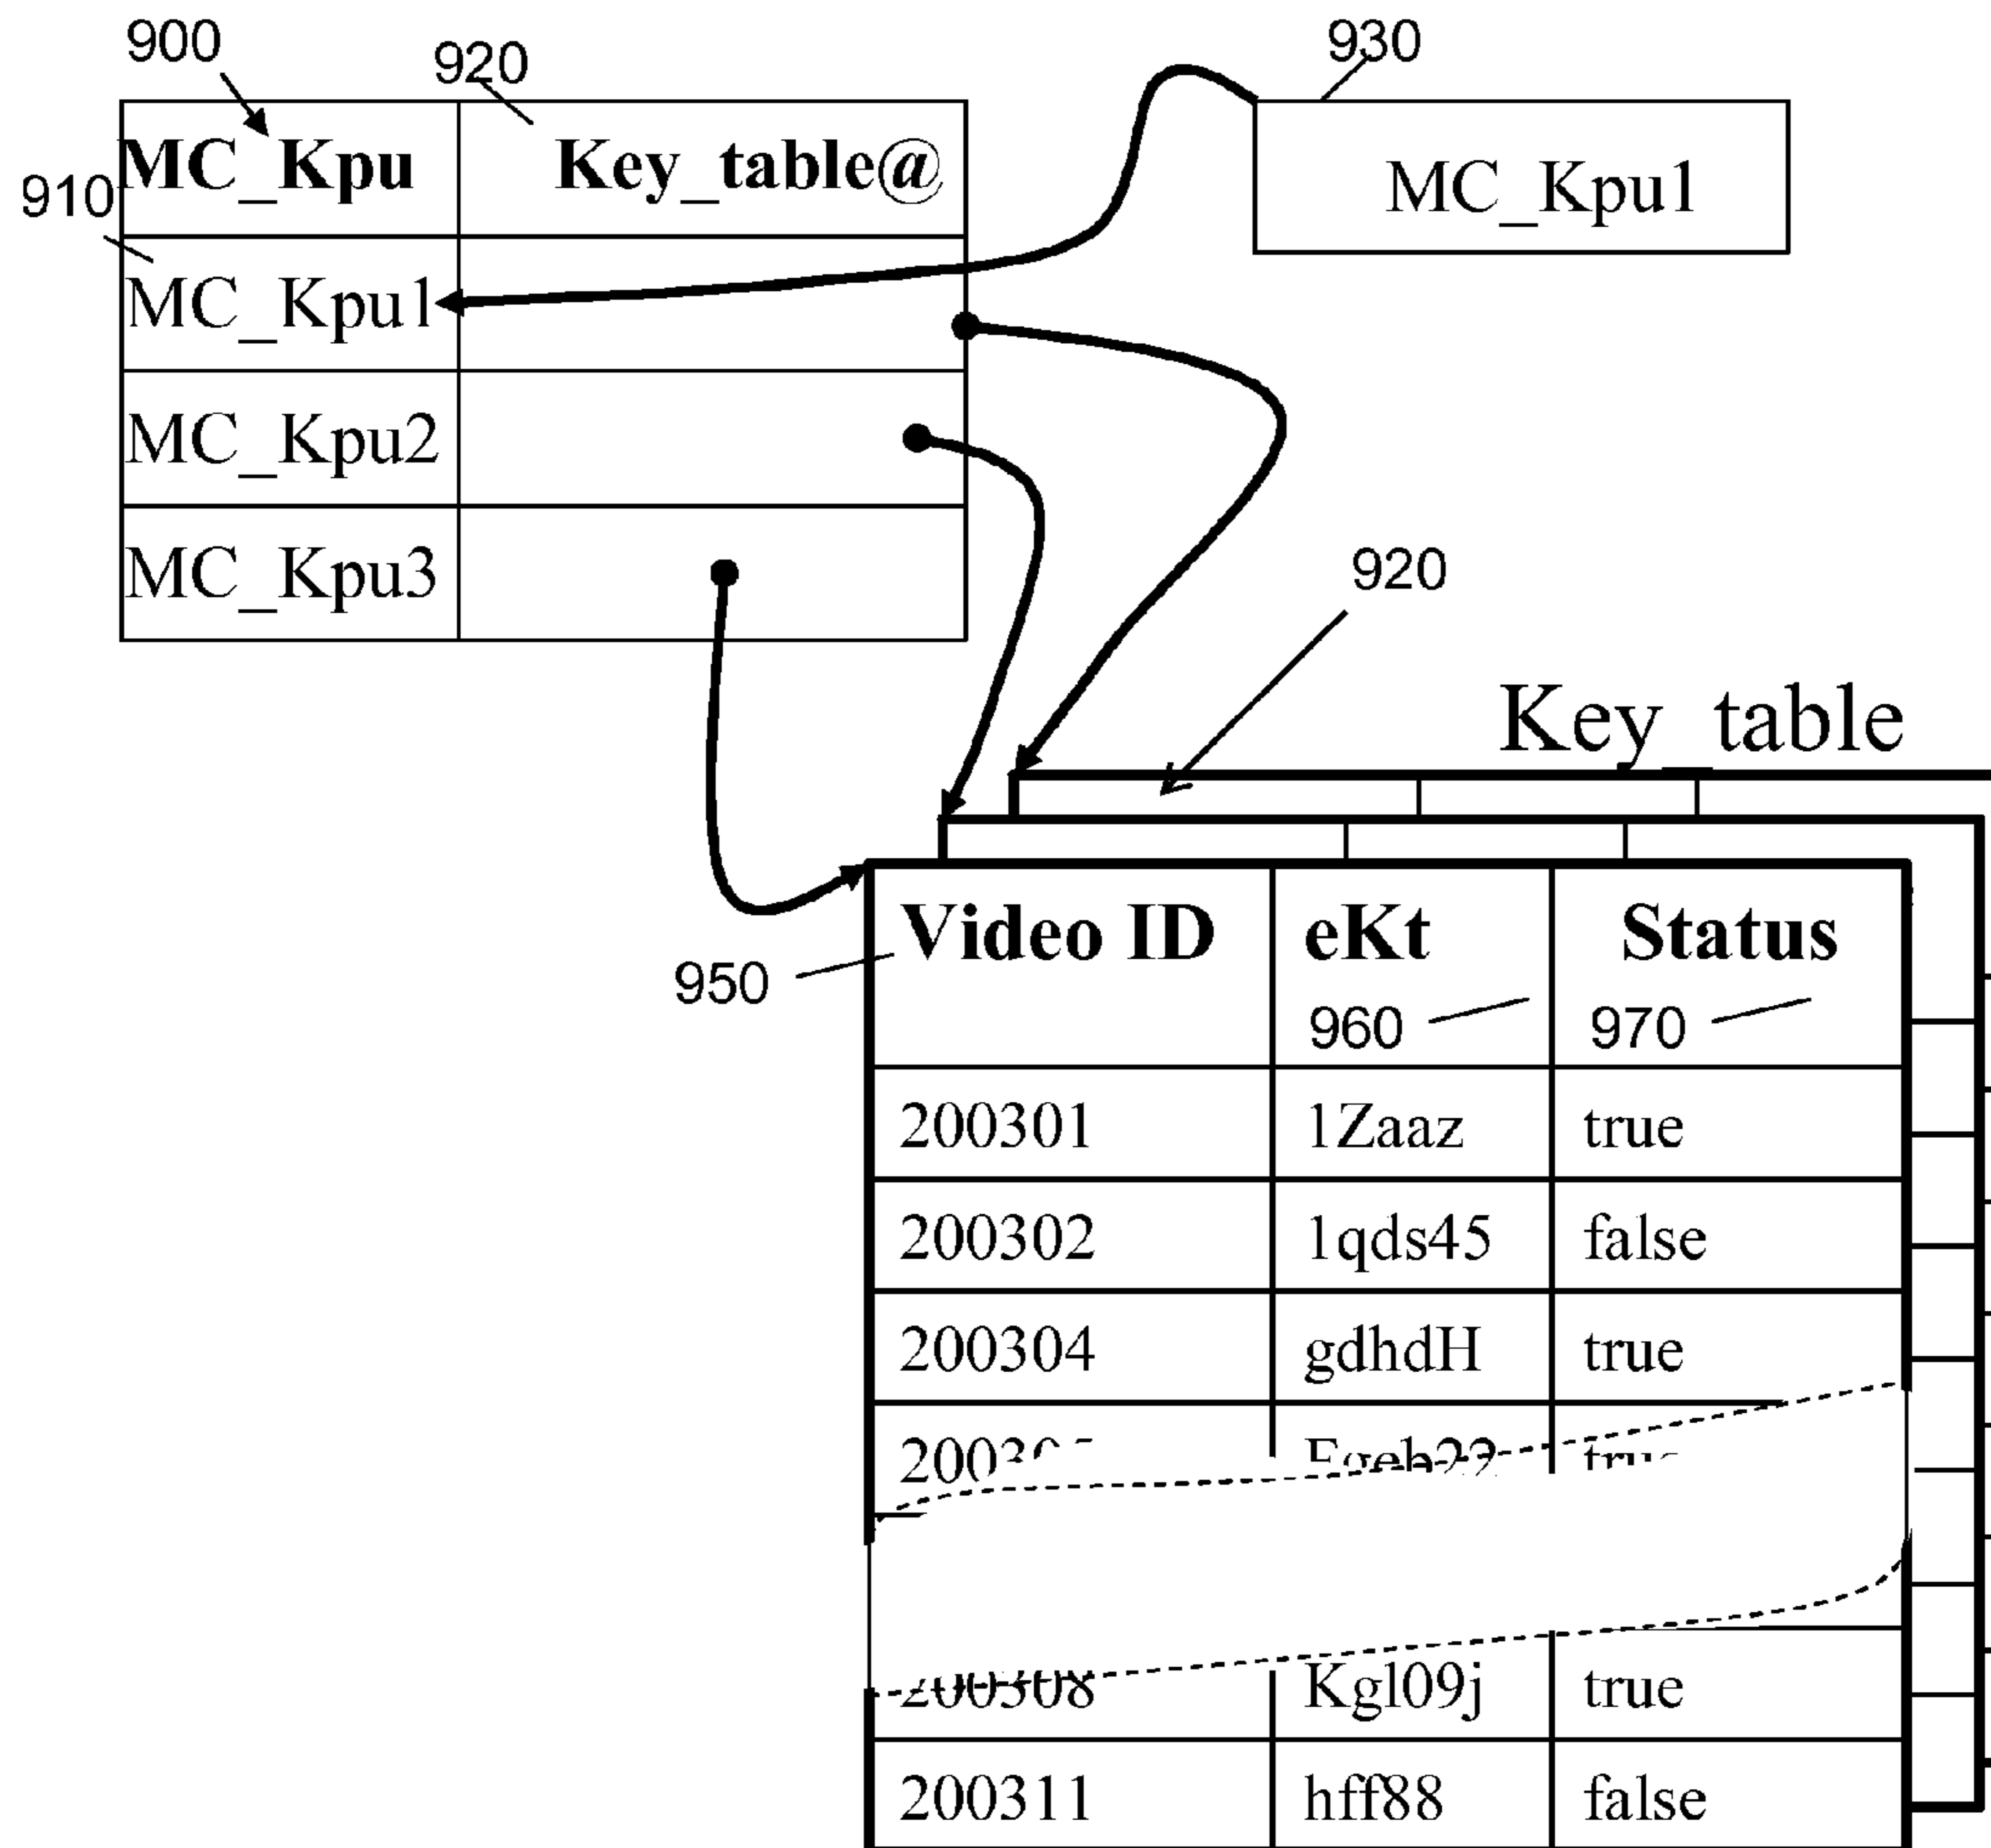 900
920
930
MC_Kpu Key_table@
MC_Kpu1
910
MC_Kpu1
MC_Kpu2
MC_Kpu3
920
Key_table
Video ID eKt Status
950
960 970
200301 1Zaaz true
200302 1qds45 false
200304 gdhdH true
200308 Kgl09j true
200311 hff88 false